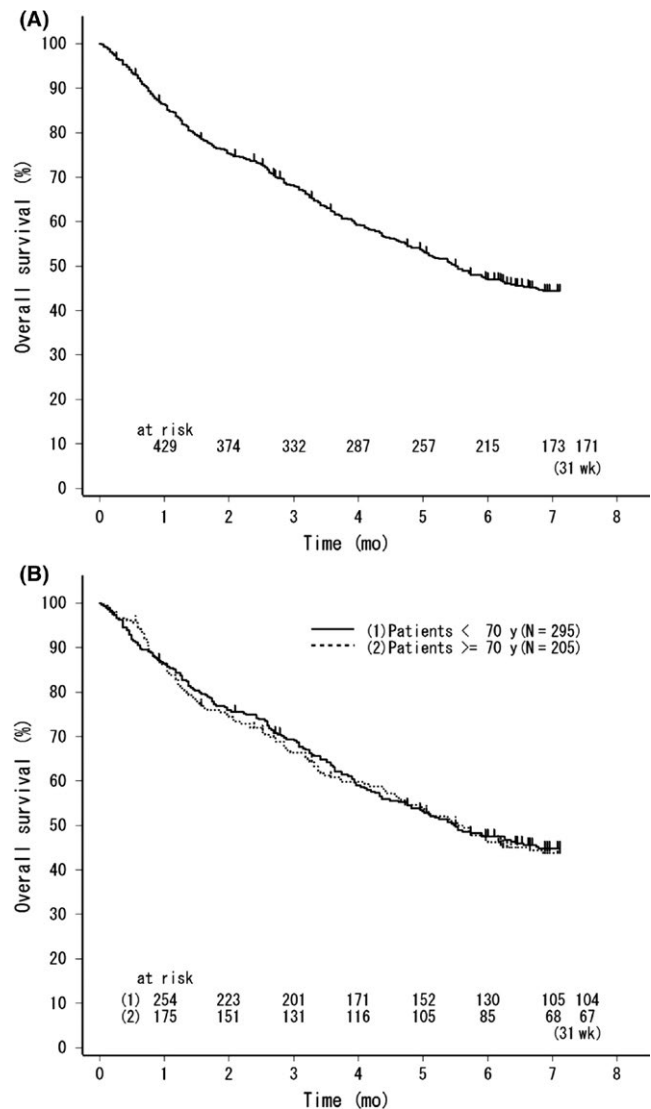 (A)
100
90
80
70
60
50
40
30
20
10
0
Overall survival (%)
at risk
429 374 332 287 257 215 173 171
(31 wk)
0 1 2 3 4 5 6 7 8
Time (mo)
(B)
100
90
80
70
60
50
40
30
20
10
0
Overall survival (%)
(1)Patients < 70 y(N=295)
(2)Patients >= 70 y(N=205)
at risk
(1) 254 223 201 171 152 130 105 104
(2) 175 151 131 116 105 85 68 67
(31 wk)
0 1 2 3 4 5 6 7 8
Time (mo)